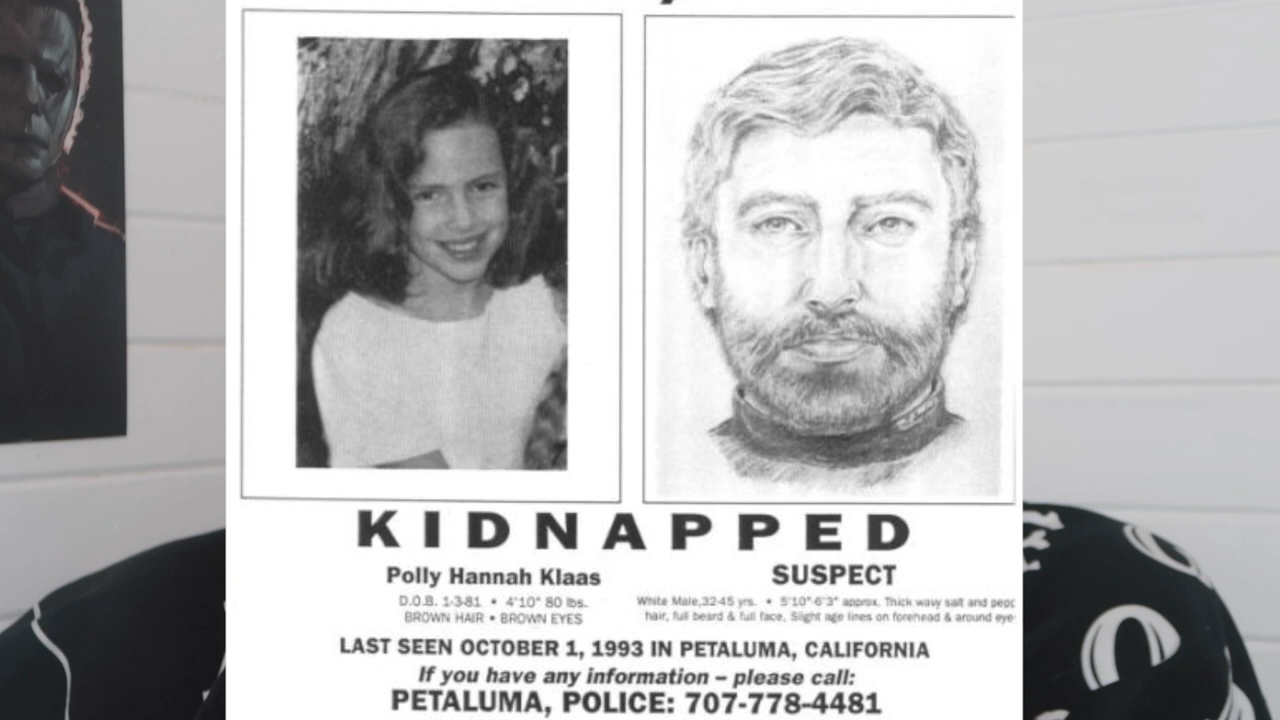 KIDNAPPED
Polly Hannah Klaas
D.O.B. 1-3-81 • 4'10" 80 lbs.
BROWN HAIR • BROWN EYES
SUSPECT
White Male,32-45 yrs. • 5'10"-6'3" approx. Thick wavy salt and
hair, full beard & full face, Slight age lines on forehead & around
LAST SEEN OCTOBER 1, 1993 IN PETALUMA, CALIFORNIA
If you have any information – please call:
PETALUMA, POLICE: 707-778-4481